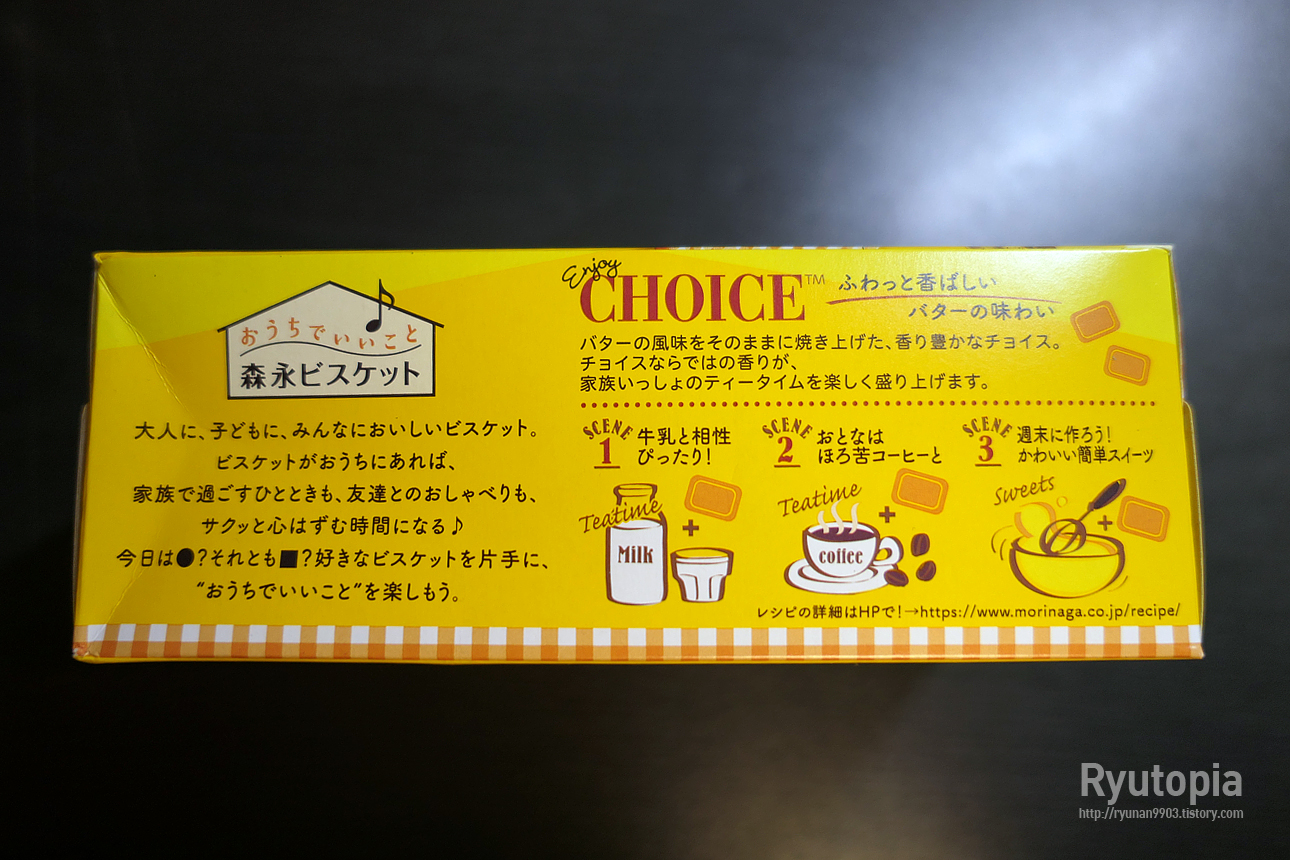 おうちでいいこと
森永ビスケット
大人に、子どもに、みんなにおいしいビスケット。
ビスケットがおうちにあれば、
家族で過ごすひとときも、友達とのおしゃべりも、
サクッと心はずむ時間になる♪
今日は●?それとも■?好きなビスケットを片手に、
“おうちでいいこと”を楽しもう。
Enjoy
CHOICE™
ふわっと香ばしい
バターの味わい
バターの風味をそのままに焼き上げた、香り豊かなチョイス。
チョイスならではの香りが、
家族いっしょのティータイムを楽しく盛り上げます。
SCENE
1
牛乳と相性
ぴったり!
Teatime
Milk
+
SCENE
2
おとなは
ほろ苦コーヒーと
Teatime
coffee
+
SCENE
3
週末に作ろう!
かわいい簡単スイーツ
Sweets
+
レシピの詳細はHPで!→https://www.morinaga.co.jp/recipe/
Ryutopia
http://ryunan9903.tistory.com